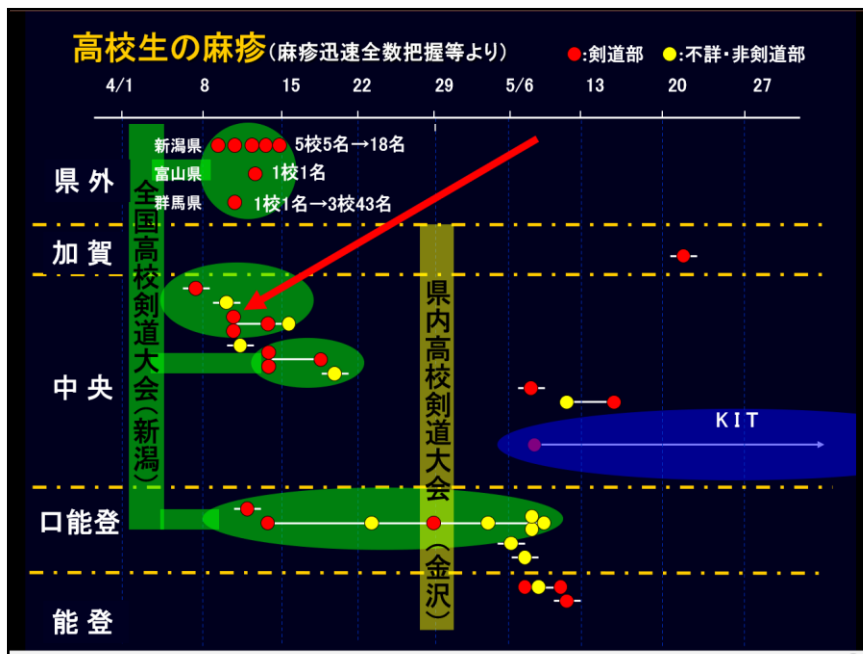 高校生の麻疹(麻疹迅速全数把握等より) ●:剣道部 ●:不詳・非剣道部
4/1 8 15 22 29 5/6 13 20 27
県外
新潟県 5校5名→18名
富山県 1校1名
群馬県 1校1名→3校43名
全国高校剣道大会(新潟)
加賀
県内高校剣道大会(金沢)
中央
KIT
口能登
能登